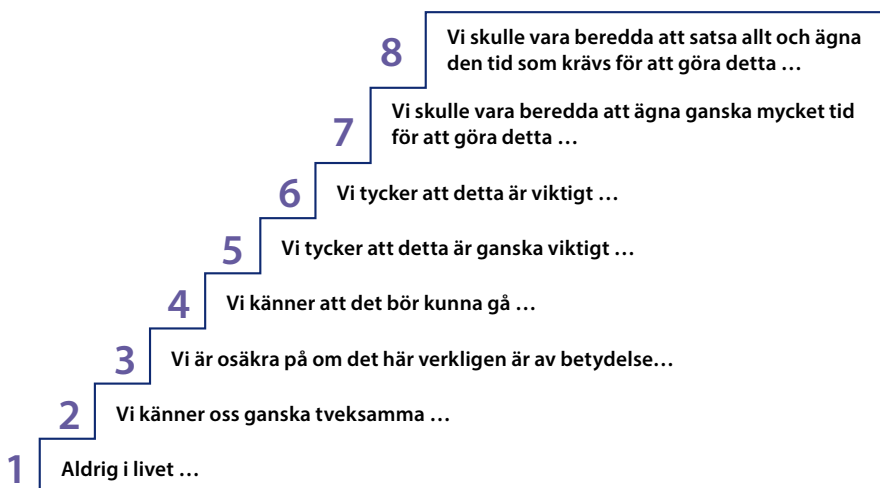 8
Vi skulle vara beredda att satsa allt och ägna
den tid som krävs för att göra detta …
7
Vi skulle vara beredda att ägna ganska mycket tid
för att göra detta …
6
Vi tycker att detta är viktigt …
5
Vi tycker att detta är ganska viktigt …
4
Vi känner att det bör kunna gå …
3
Vi är osäkra på om det här verkligen är av betydelse…
2
Vi känner oss ganska tveksamma …
1
Aldrig i livet …